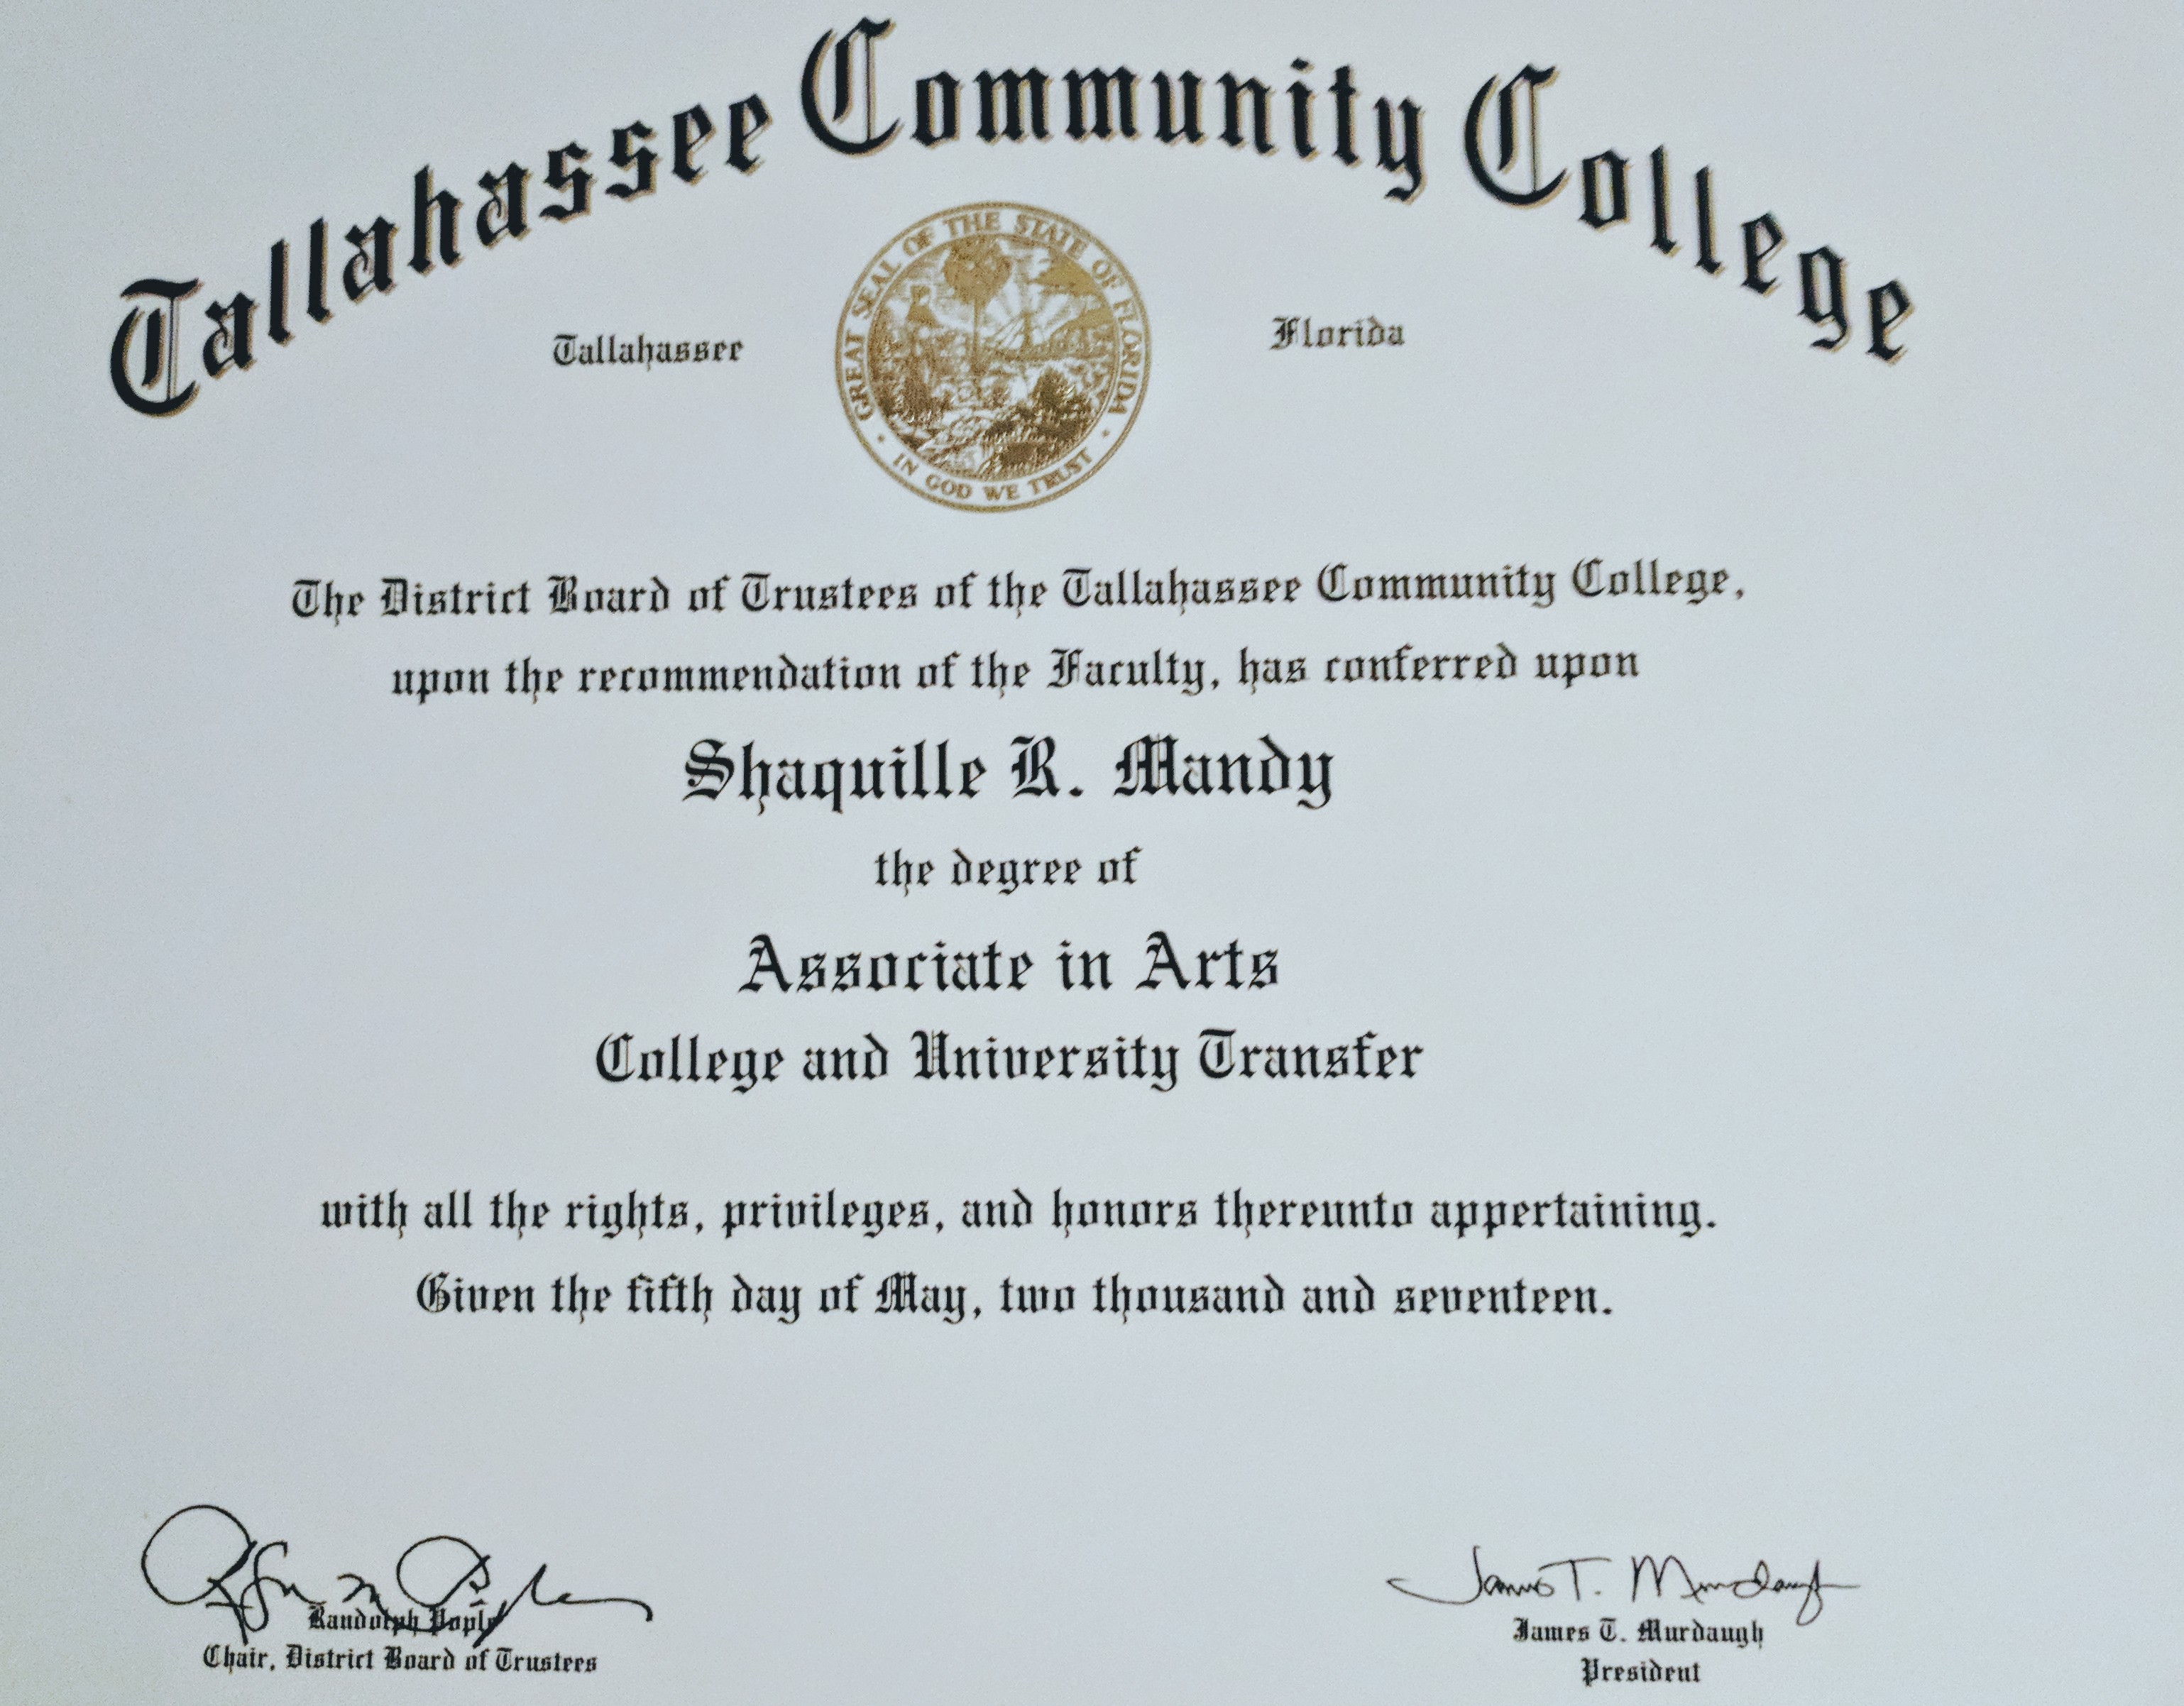 Tallahassee Community College
Tallahassee
GREAT SEAL OF THE STATE OF FLORIDA
IN GOD WE TRUST
Florida
The District Board of Trustees of the Tallahassee Community College,
upon the recommendation of the Faculty, has conferred upon
Shaquille R. Mandy
the degree of
Associate in Arts
College and University Transfer
with all the rights, privileges, and honors thereunto appertaining.
Given the fifth day of May, two thousand and seventeen.
James T. Murdaugh
Randolph Pople
Chair, District Board of Trustees
James T. Murdaugh
President